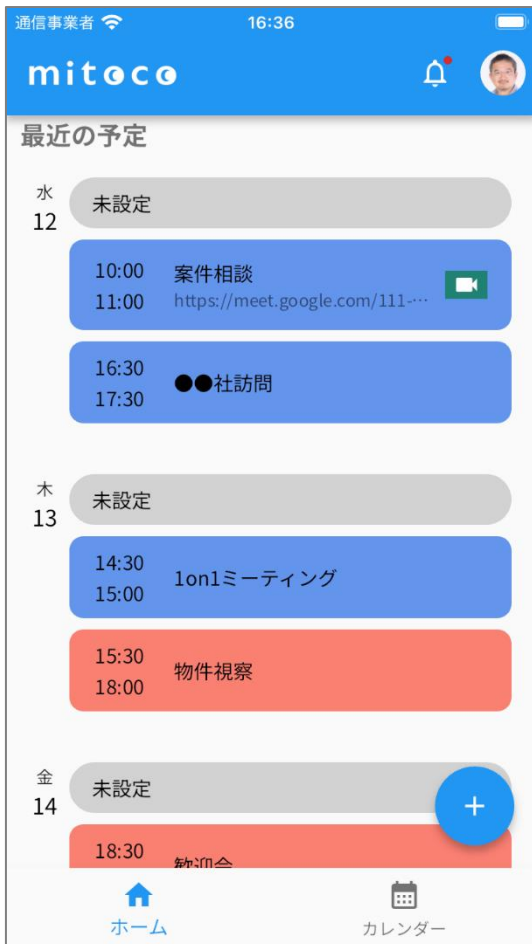 通信事業者 16:36
mitoco
最近の予定
水
12
未設定
10:00 案件相談
11:00 https://meet.google.com/111-…
16:30
17:30
●●社訪問
木
13
未設定
14:30
15:00
1on1ミーティング
15:30
18:00
物件視察
金
14
未設定
18:30
歓迎会
+
ホーム カレンダー